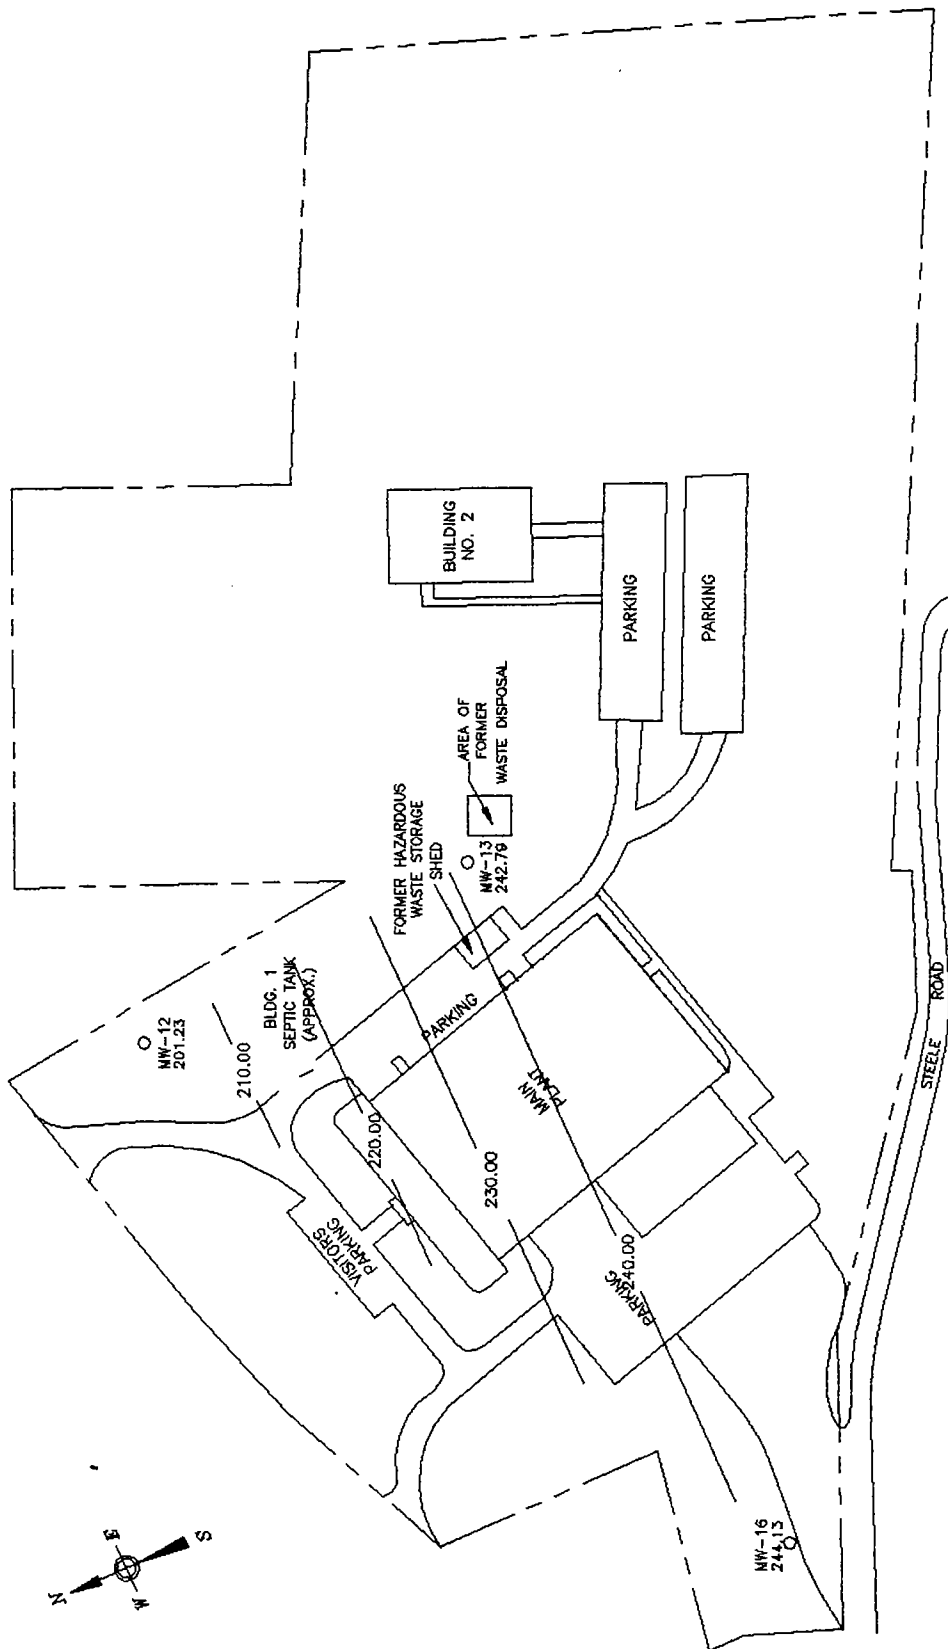 N
E
W
S
MW-12
201.23
210.00
BLDG. 1
SEPTIC TANK
(APPROX.)
220.00
VISITORS
PARKING
PARKING
230.00
FORMER HAZARDOUS
WASTE STORAGE
SHED
MW-13
242.79
AREA OF
FORMER
WASTE DISPOSAL
BUILDING
NO. 2
PARKING
PARKING
MAIN
PLANT
PARKING
240.00
MW-16
244.13
STEELE ROAD